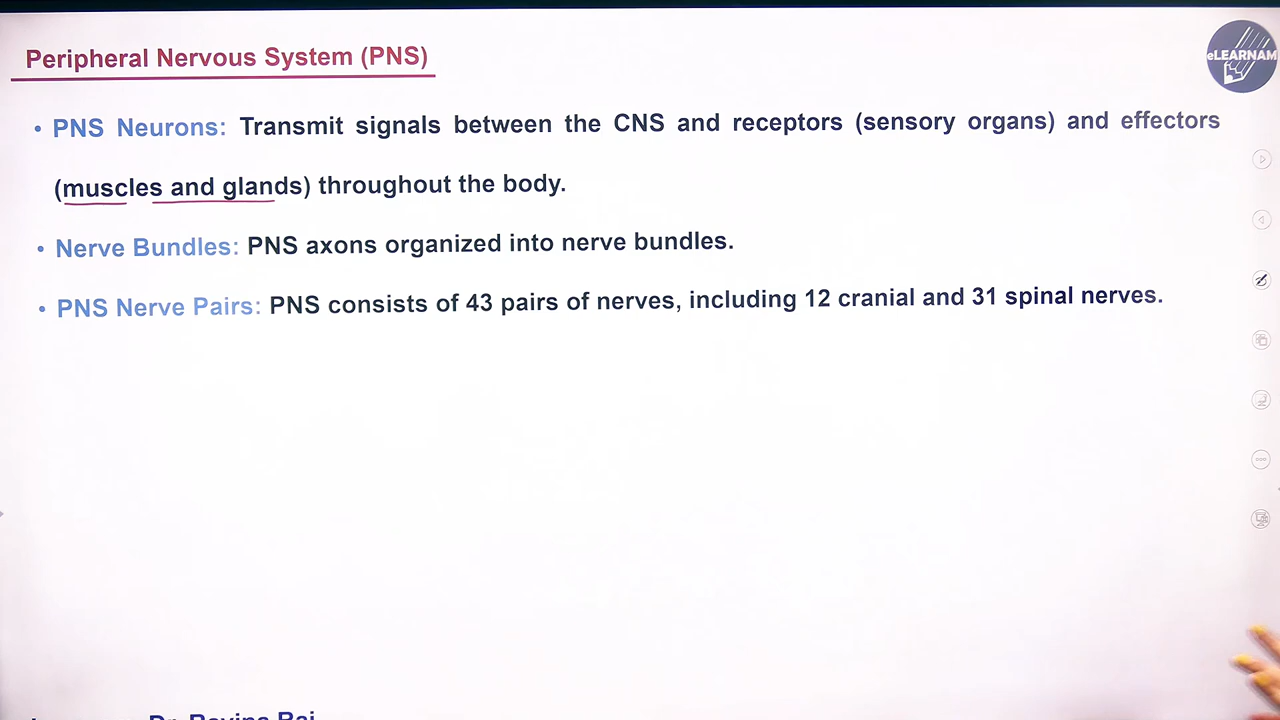 Peripheral Nervous System (PNS)
eLEARNAM
• PNS Neurons: Transmit signals between the CNS and receptors (sensory organs) and effectors
(muscles and glands) throughout the body.
• Nerve Bundles: PNS axons organized into nerve bundles.
• PNS Nerve Pairs: PNS consists of 43 pairs of nerves, including 12 cranial and 31 spinal nerves.